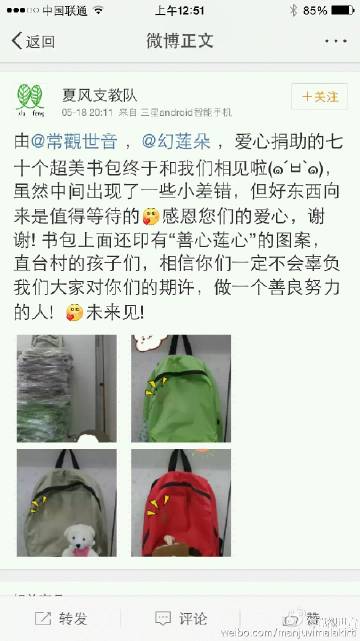 中国联通
上午12:51
85%
返回
微博正文
夏风支教队
05-18 20:11 来自 三星android智能手机
+关注
由@常觀世音 ，@幻莲朵 ，爱心捐助的七
十个超美书包终于和我们相见啦(๑´ㅂ`๑)，
虽然中间出现了一些小差错，但好东西向
来是值得等待的感恩您们的爱心，谢
谢! 书包上面还印有“善心莲心”的图案，
直台村的孩子们，相信你们一定不会辜负
我们大家对你们的期许，做一个善良努力
的人! 未来见!
转发
评论
赞